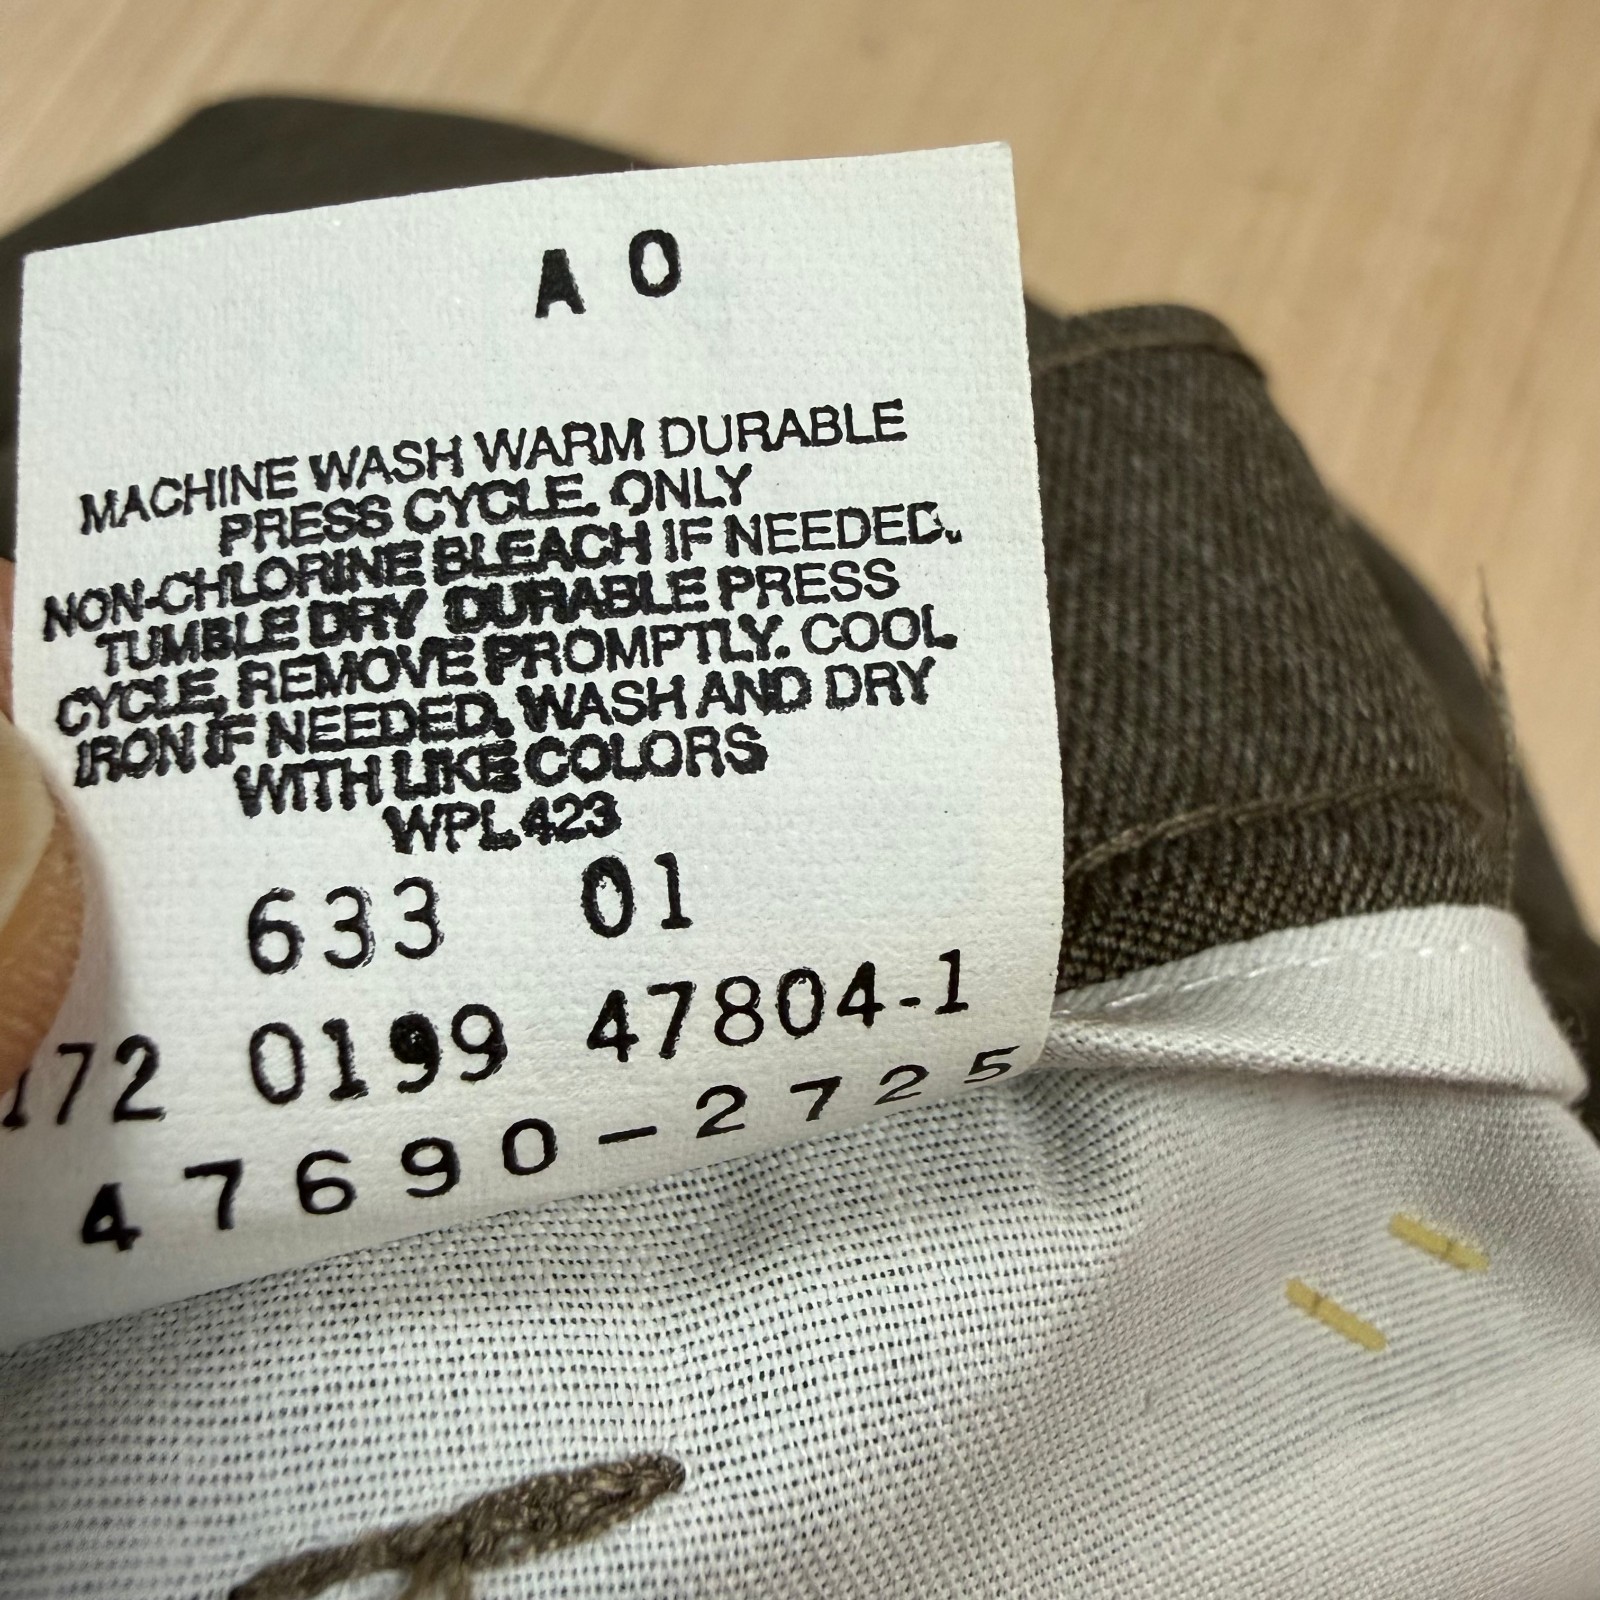 A 0
MACHINE WASH WARM DURABLE
PRESS CYCLE. ONLY
NON-CHLORINE BLEACH IF NEEDED.
TUMBLE DRY DURABLE PRESS
CYCLE, REMOVE PROMPTLY. COOL
IRON IF NEEDED. WASH AND DRY
WITH LIKE COLORS
WPL 423
633 01
172 0199 47804-1
47690-2725